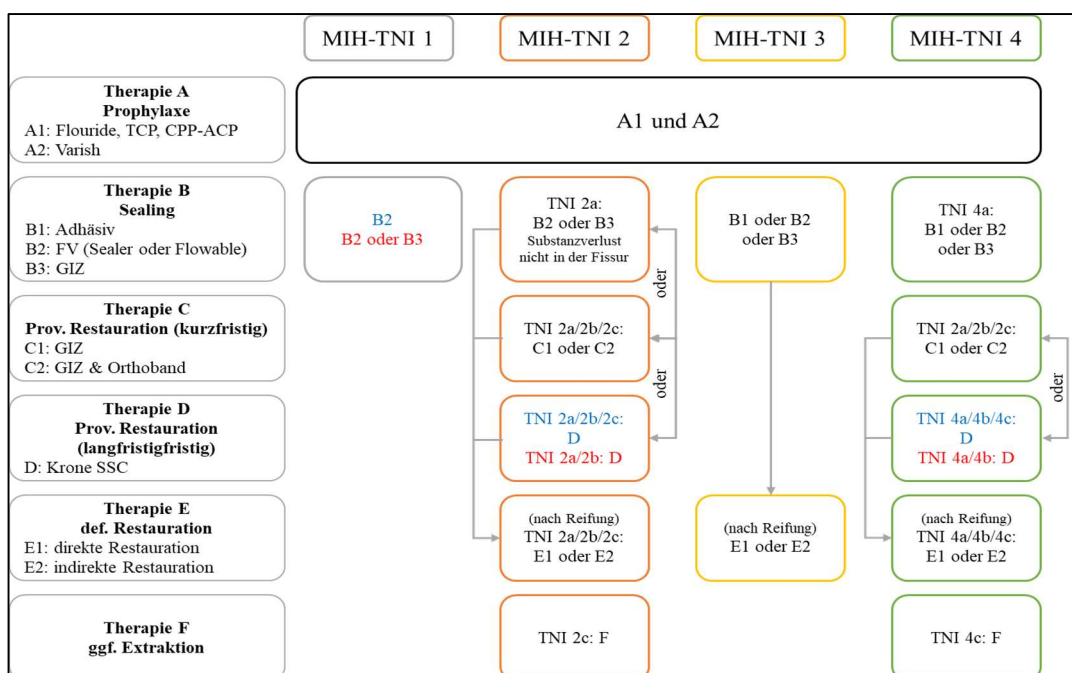 MIH-TNI 1
MIH-TNI 2
MIH-TNI 3
MIH-TNI 4
Therapie A
Prophylaxe
A1: Flouride, TCP, CPP-ACP
A2: Varish
A1 und A2
Therapie B
Sealing
B1: Adhäsiv
B2: FV (Sealer oder Flowable)
B3: GIZ
B2
B2 oder B3
TNI 2a:
B2 oder B3
Substanzverlust
nicht in der Fissur
B1 oder B2
oder B3
TNI 4a:
B1 oder B2
oder B3
oder
Therapie C
Prov. Restauration (kurzfristig)
C1: GIZ
C2: GIZ & Orthoband
TNI 2a/2b/2c:
C1 oder C2
TNI 2a/2b/2c:
C1 oder C2
oder
oder
Therapie D
Prov. Restauration
(langfristigfristig)
D: Krone SSC
TNI 2a/2b/2c:
D
TNI 2a/2b: D
TNI 4a/4b/4c:
D
TNI 4a/4b: D
Therapie E
def. Restauration
E1: direkte Restauration
E2: indirekte Restauration
(nach Reifung)
TNI 2a/2b/2c:
E1 oder E2
(nach Reifung)
E1 oder E2
(nach Reifung)
TNI 4a/4b/4c:
E1 oder E2
Therapie F
ggf. Extraktion
TNI 2c: F
TNI 4c: F